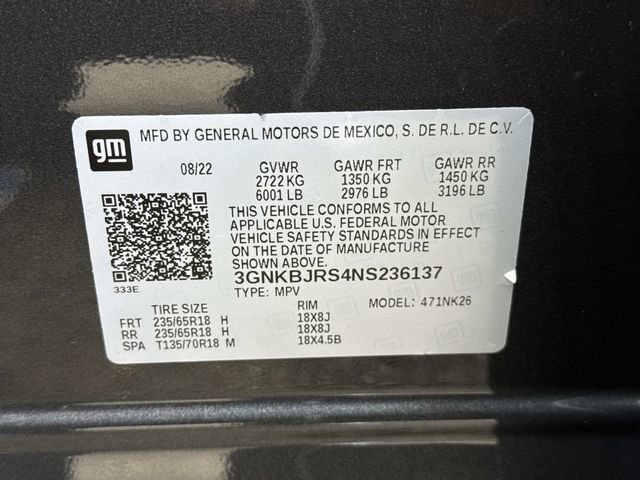 gm
MFD BY GENERAL MOTORS DE MEXICO, S. DE R.L. DE C.V.
08/22 GVWR GAWR FRT GAWR RR
2722 KG 1350 KG 1450 KG
6001 LB 2976 LB 3196 LB
THIS VEHICLE CONFORMS TO ALL
APPLICABLE U.S. FEDERAL MOTOR
VEHICLE SAFETY STANDARDS IN EFFECT
ON THE DATE OF MANUFACTURE
SHOWN ABOVE.
3GNKBJRS4NS236137
333E TYPE: MPV MODEL: 471NK26
TIRE SIZE RIM
FRT 235/65R18 H 18X8J
RR 235/65R18 H 18X8J
SPA T135/70R18 M 18X4.5B